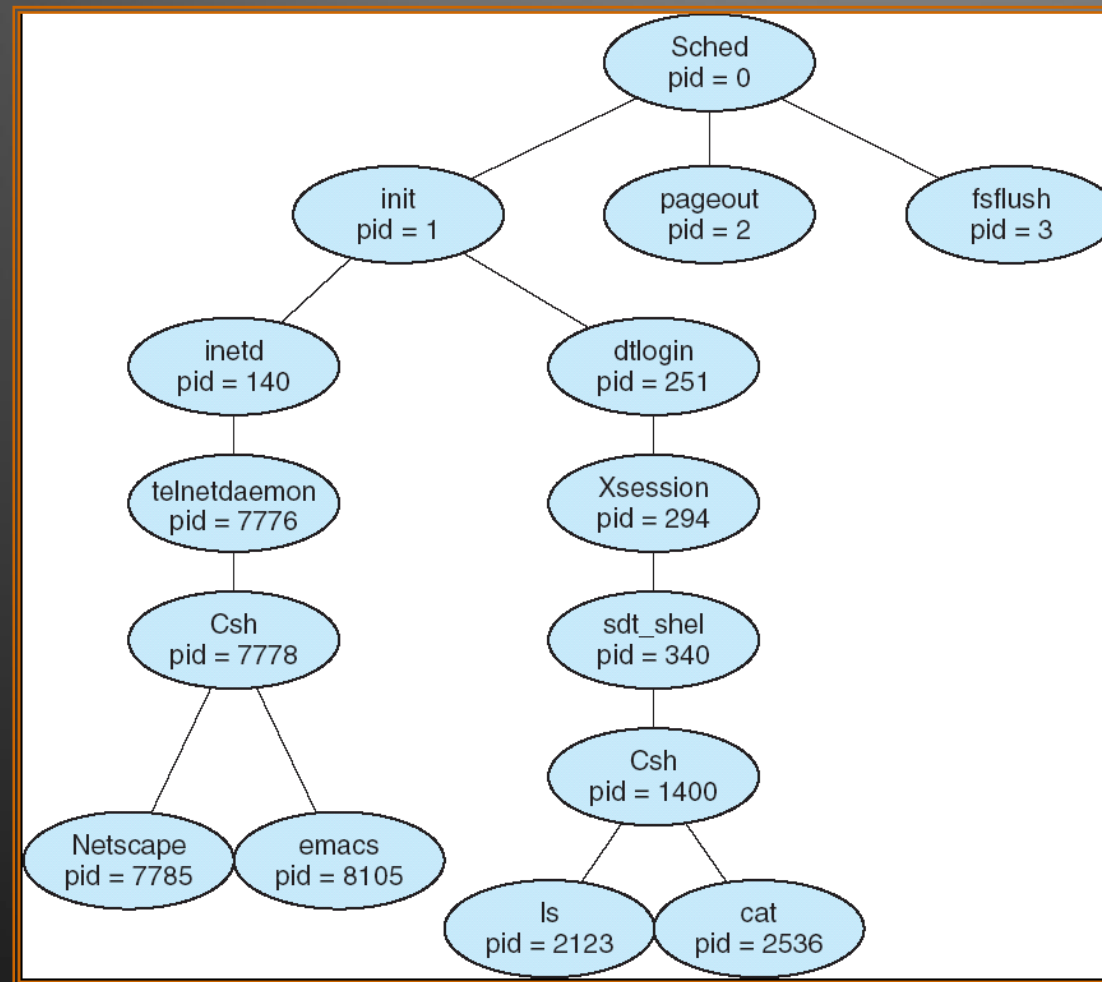 Sched
pid = 0
init
pid = 1
pageout
pid = 2
fsflush
pid = 3
inetd
pid = 140
dtlogin
pid = 251
telnetdaemon
pid = 7776
Xsession
pid = 294
Csh
pid = 7778
sdt_shel
pid = 340
Csh
pid = 1400
Netscape
pid = 7785
emacs
pid = 8105
ls
pid = 2123
cat
pid = 2536